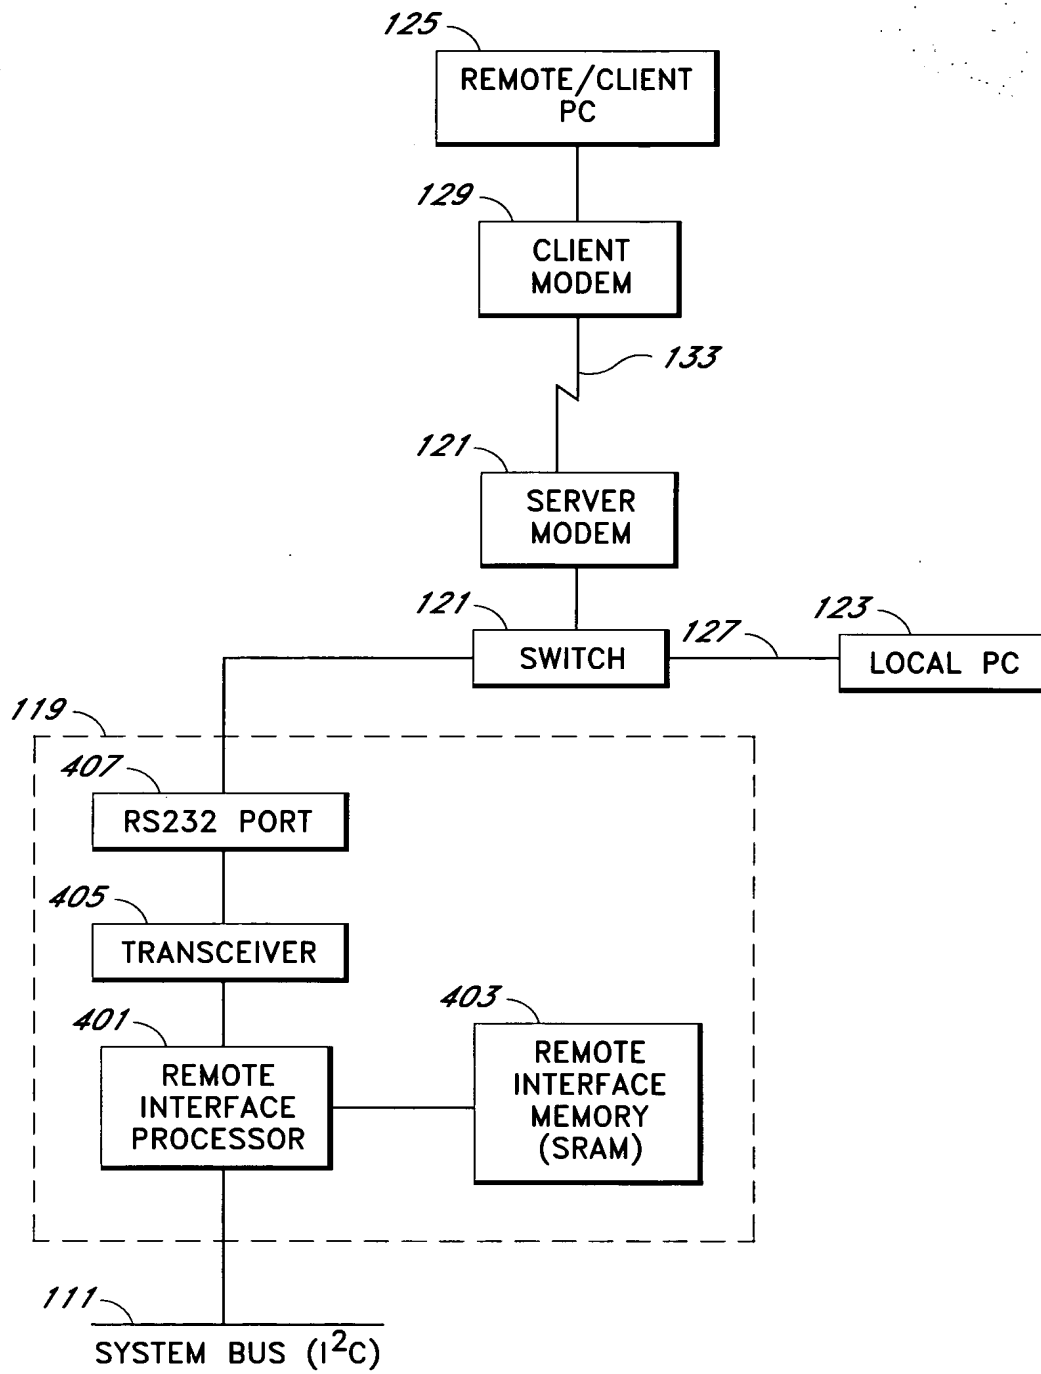 125
REMOTE/CLIENT
PC
129
CLIENT
MODEM
133
121
SERVER
MODEM
121
SWITCH
127
123
LOCAL PC
119
407
RS232 PORT
405
TRANSCEIVER
401
REMOTE
INTERFACE
PROCESSOR
403
REMOTE
INTERFACE
MEMORY
(SRAM)
111
SYSTEM BUS (I²C)